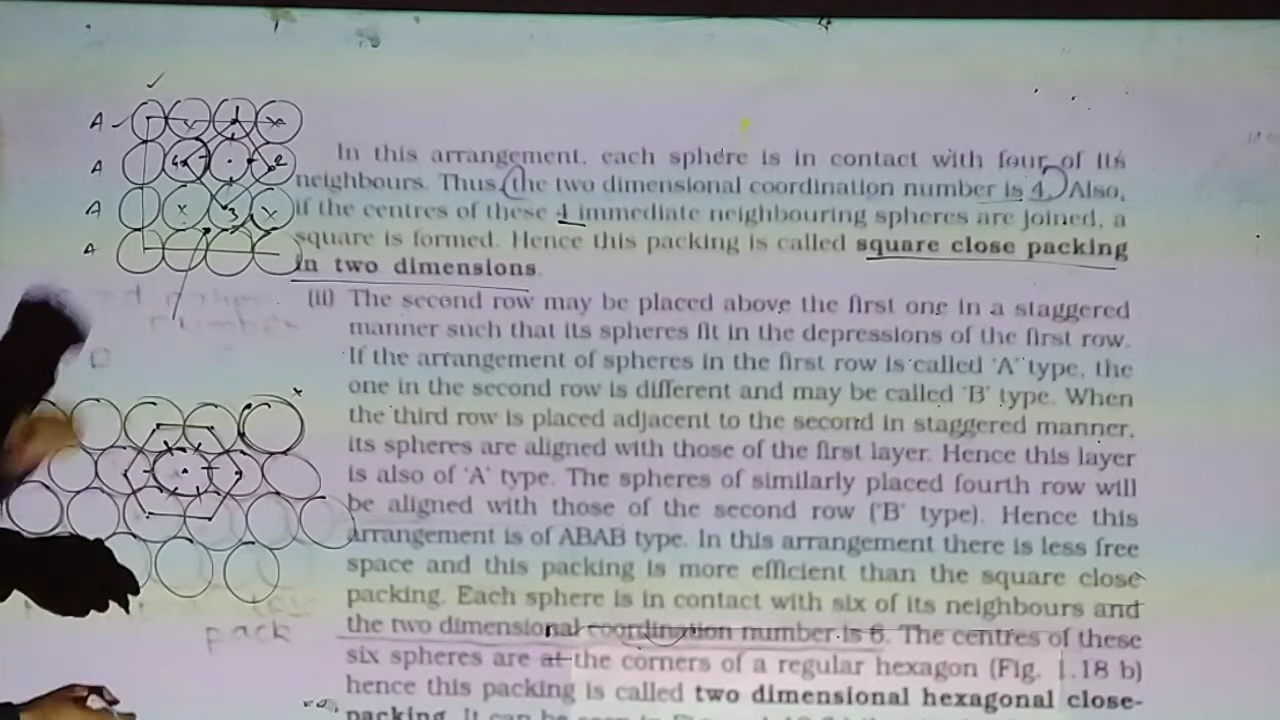 A
A
A
A
1
4
2
3
In this arrangement, each sphere is in contact with four of its
neighbours. Thus, the two dimensional coordination number is 4. Also,
if the centres of these 4 immediate neighbouring spheres are joined, a
square is formed. Hence this packing is called square close packing
in two dimensions.
(ii) The second row may be placed above the first one in a staggered
manner such that its spheres fit in the depressions of the first row.
If the arrangement of spheres in the first row is called 'A' type, the
one in the second row is different and may be called 'B' type. When
the third row is placed adjacent to the second in staggered manner,
its spheres are aligned with those of the first layer. Hence this layer
is also of 'A' type. The spheres of similarly placed fourth row will
be aligned with those of the second row ('B' type). Hence this
arrangement is of ABAB type. In this arrangement there is less free
space and this packing is more efficient than the square close
packing. Each sphere is in contact with six of its neighbours and
the two dimensional coordination number is 6. The centres of these
six spheres are at the corners of a regular hexagon (Fig. 1.18 b)
hence this packing is called two dimensional hexagonal close-
packing. It can be seen in
pack